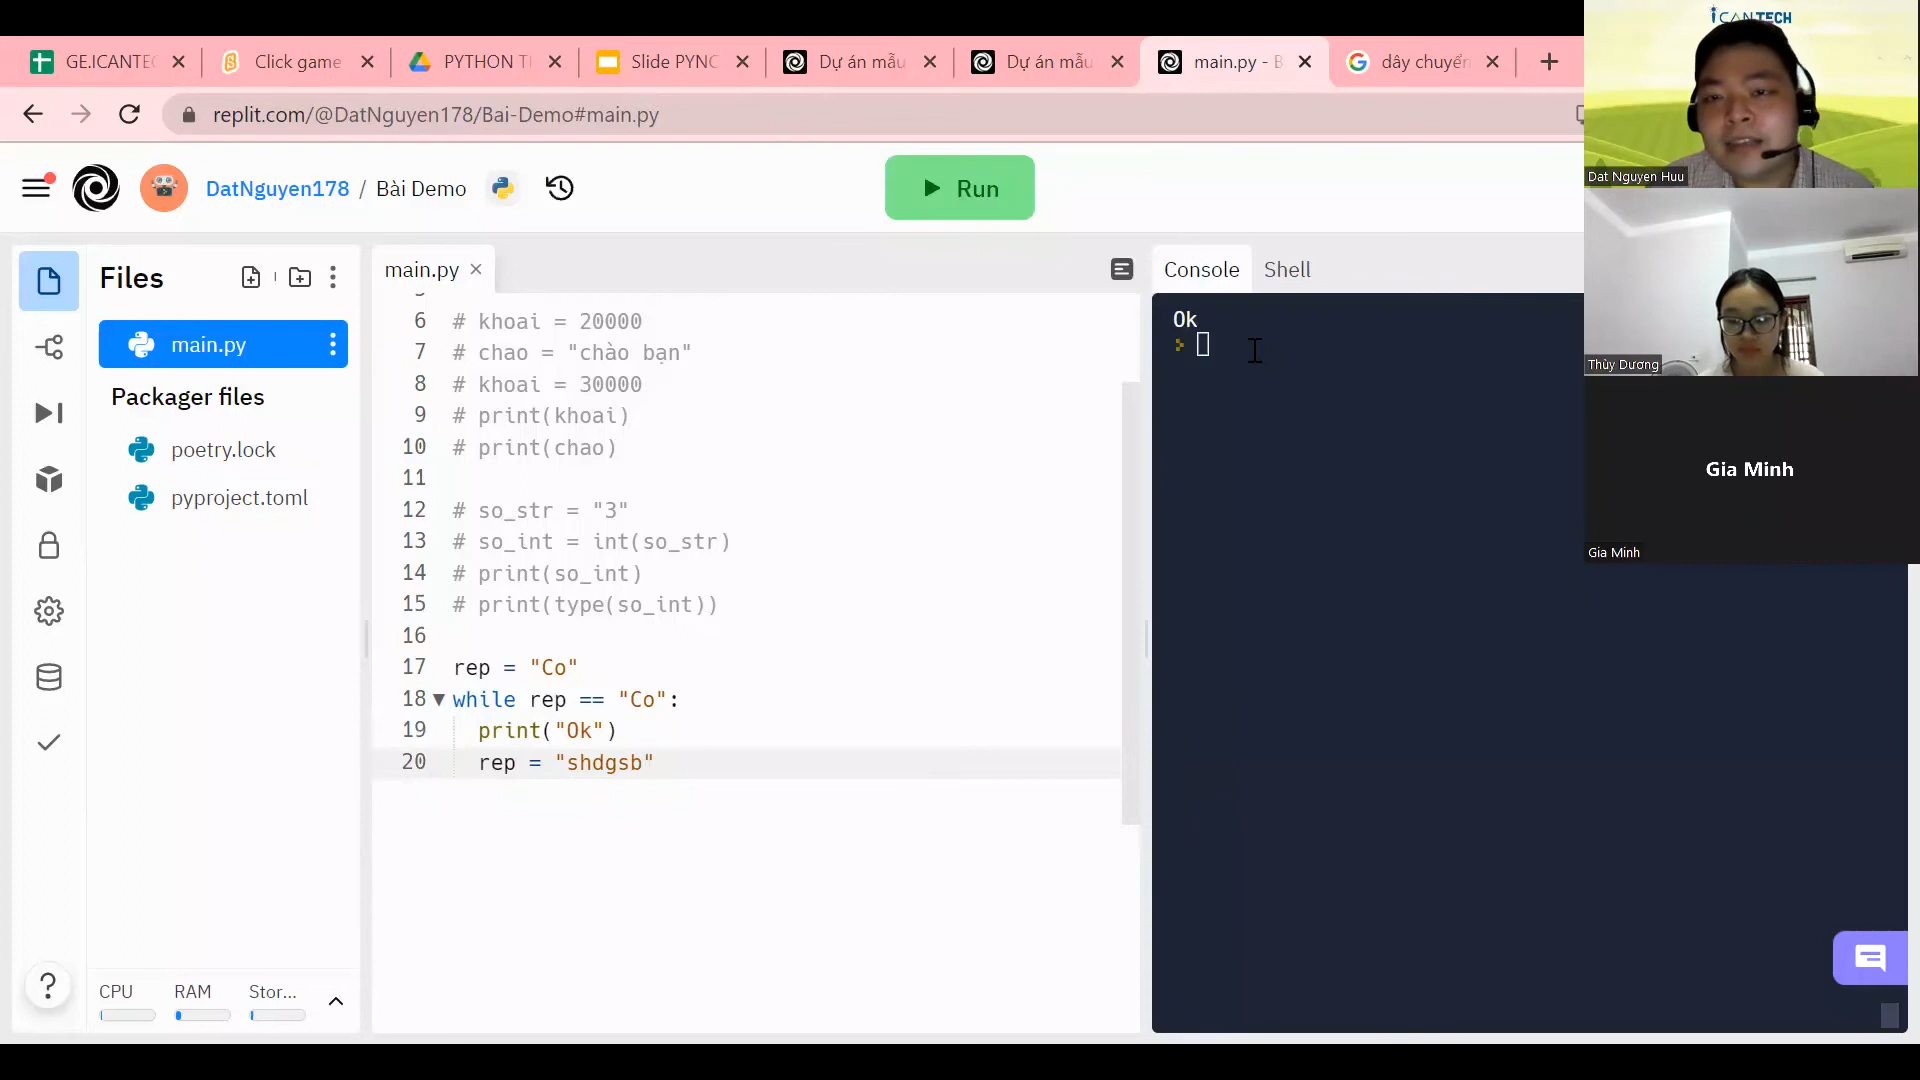 iCANTECH
GE.ICANTEC
Click game
PYTHON T
Slide PYNC
Dự án mẫu
Dự án mẫu
main.py - B
dây chuyển
replit.com/@DatNguyen178/Bai-Demo#main.py
DatNguyen178 / Bài Demo
Run
Dat Nguyen Huu
Files
main.py
Packager files
poetry.lock
pyproject.toml
main.py
6 # khoai = 20000
7 # chao = "chào bạn"
8 # khoai = 30000
9 # print(khoai)
10 # print(chao)
11
12 # so_str = "3"
13 # so_int = int(so_str)
14 # print(so_int)
15 # print(type(so_int))
16
17 rep = "Co"
18 while rep == "Co":
19 print("Ok")
20 rep = "shdgsb"
Console
Shell
Ok
Thùy Dương
Gia Minh
Gia Minh
CPU
RAM
Stor...
?